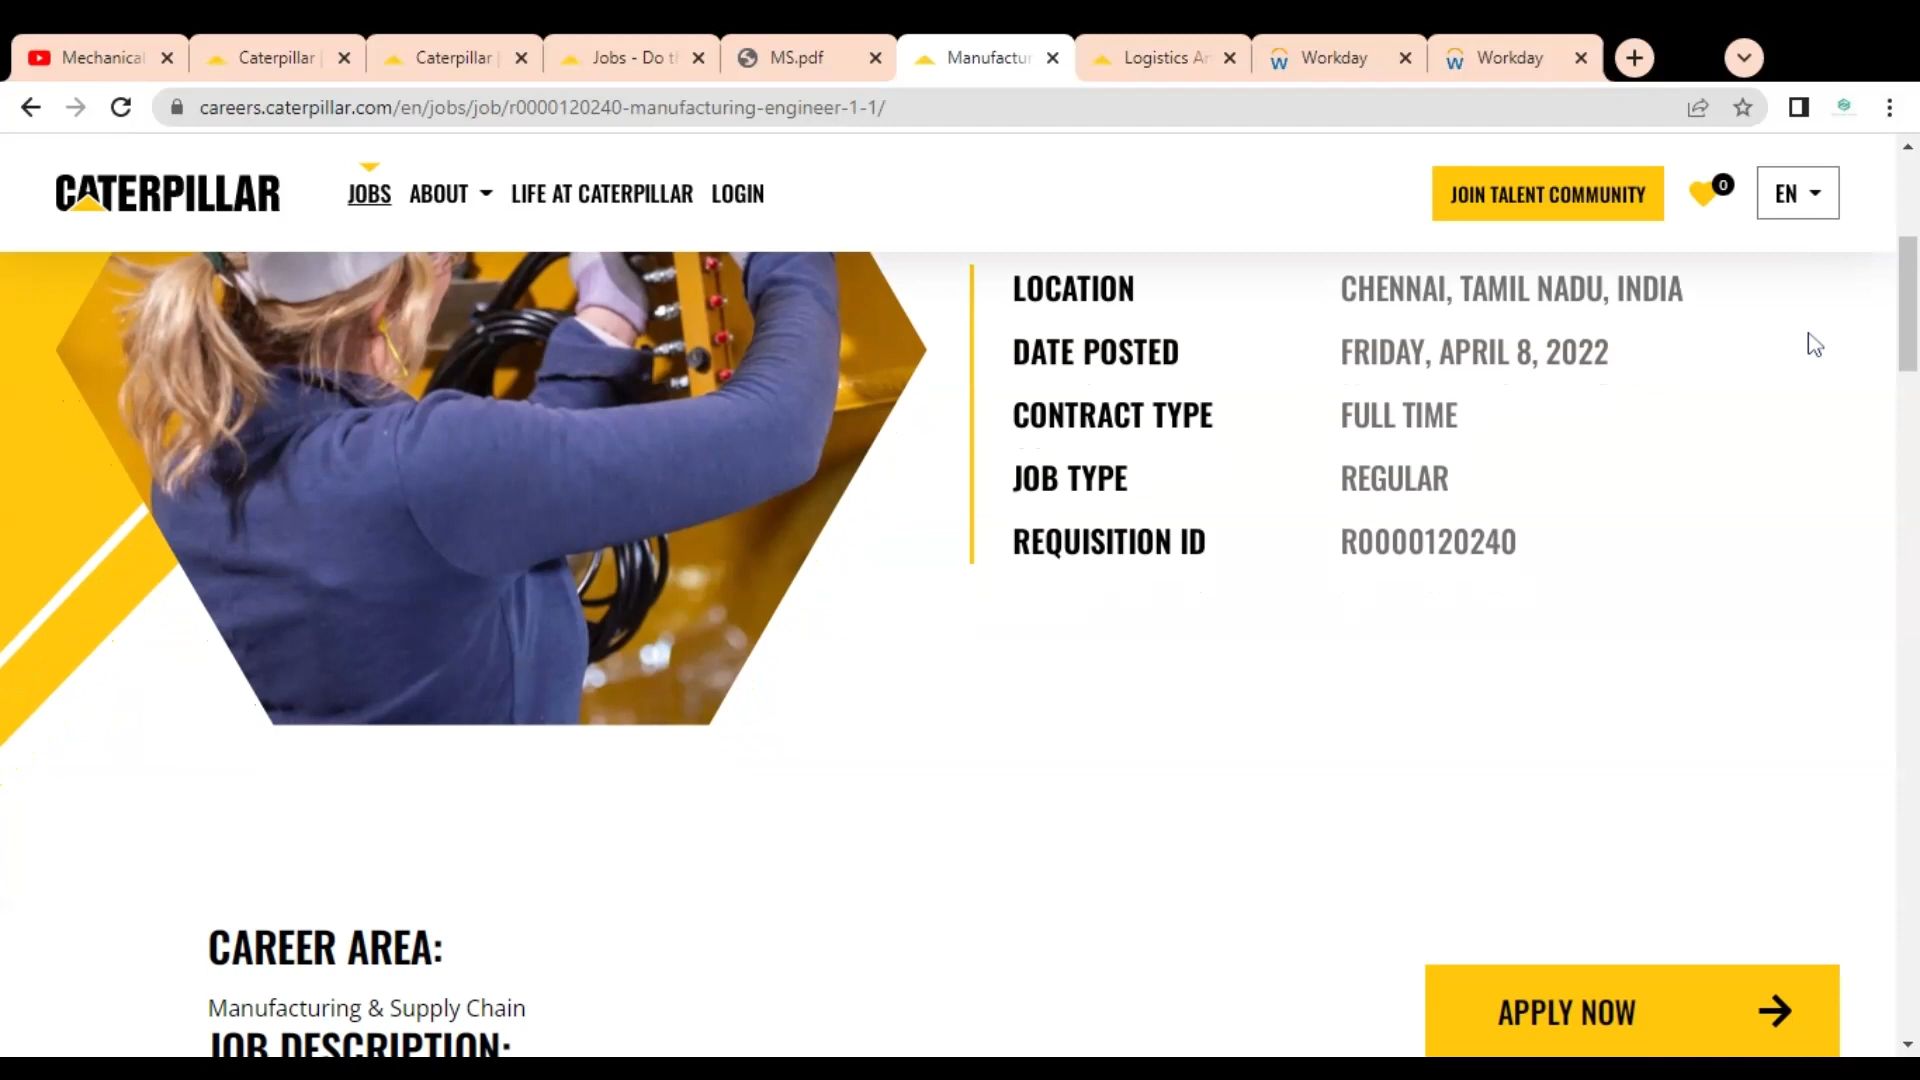 Mechanical
Caterpillar |
Caterpillar |
Jobs - Do th
MS.pdf
Manufactur
Logistics An
Workday
Workday
careers.caterpillar.com/en/jobs/job/r0000120240-manufacturing-engineer-1-1/
CATERPILLAR
JOBS ABOUT LIFE AT CATERPILLAR LOGIN
JOIN TALENT COMMUNITY
0
EN
LOCATION CHENNAI, TAMIL NADU, INDIA
DATE POSTED FRIDAY, APRIL 8, 2022
CONTRACT TYPE FULL TIME
JOB TYPE REGULAR
REQUISITION ID R0000120240
CAREER AREA:
Manufacturing & Supply Chain
JOB DESCRIPTION:
APPLY NOW